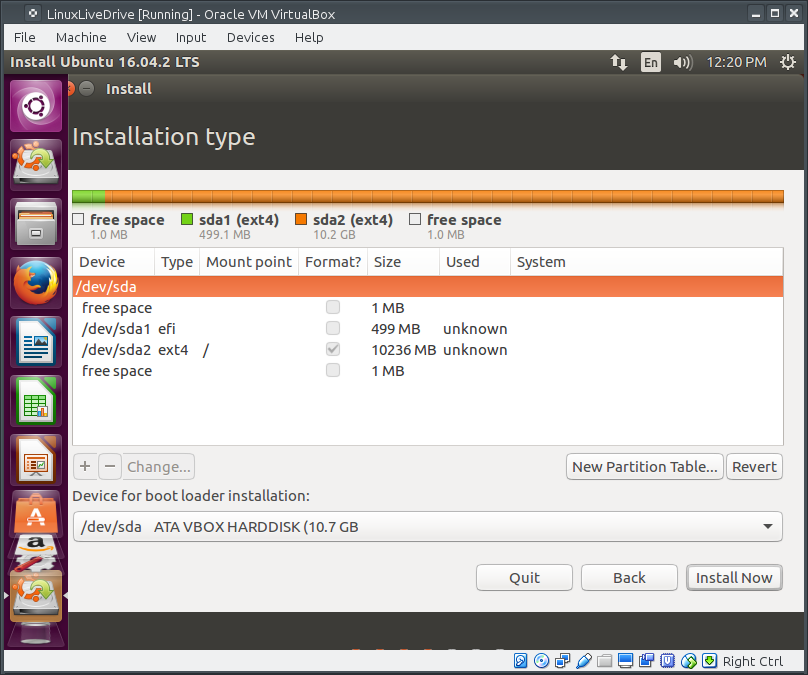 LinuxLiveDrive [Running] - Oracle VM VirtualBox
File Machine View Input Devices Help
Install Ubuntu 16.04.2 LTS En 12:20 PM
Install
Installation type
free space sda1 (ext4) sda2 (ext4) free space
1.0 MB 499.1 MB 10.2 GB 1.0 MB
Device Type Mount point Format? Size Used System
/dev/sda
free space 1 MB
/dev/sda1 efi 499 MB unknown
/dev/sda2 ext4 / 10236 MB unknown
free space 1 MB
+ − Change... New Partition Table... Revert
Device for boot loader installation:
/dev/sda ATA VBOX HARDDISK (10.7 GB
Quit Back Install Now
Right Ctrl